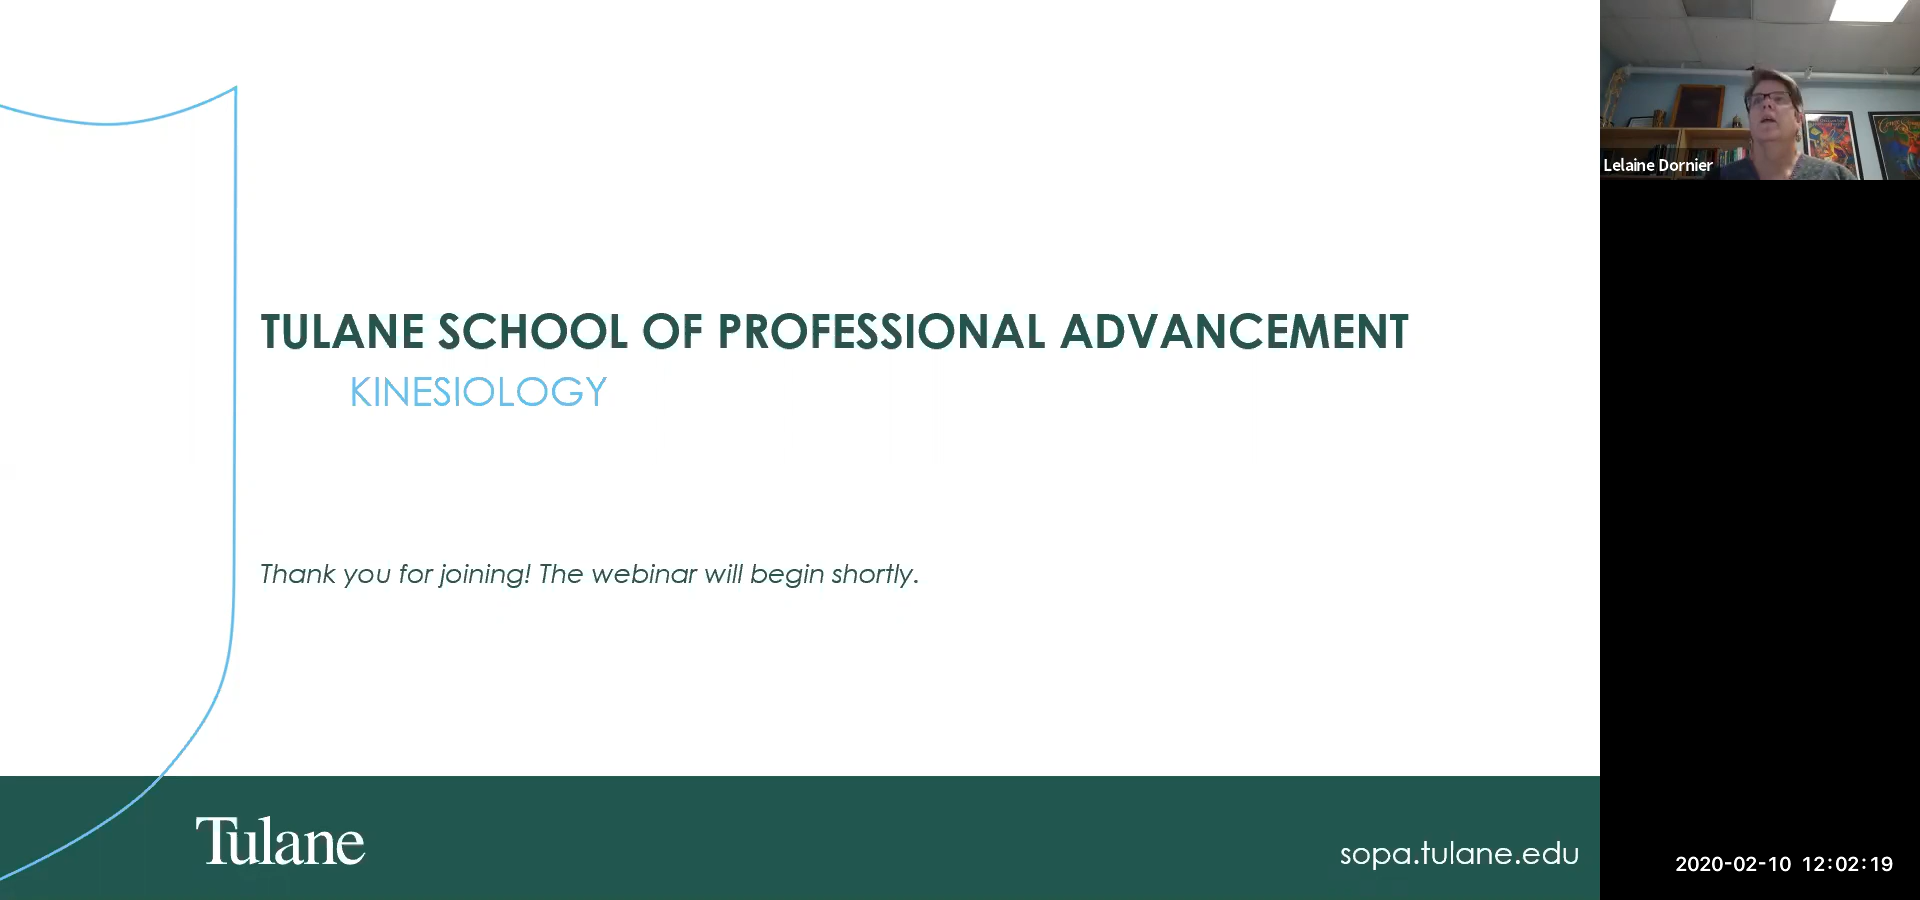 TULANE SCHOOL OF PROFESSIONAL ADVANCEMENT
KINESIOLOGY
Thank you for joining! The webinar will begin shortly.
Tulane
sopa.tulane.edu
Lelaine Dornier
2020-02-10 12:02:19